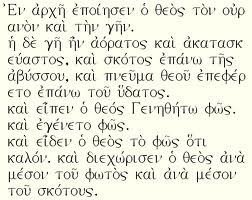 Ἐν ἀρχῇ ἐποίησεν ὁ θεὸς τὸν οὐρ
ανὸν καὶ τὴν γῆν.
ἡ δὲ γῆ ἦν ἀόρατος καὶ ἀκατασκ
εύαστος, καὶ σκότος ἐπάνω τῆς
ἀβύσσου, καὶ πνεῦμα θεοῦ ἐπεφέρ
ετο ἐπάνω τοῦ ὕδατος.
καὶ εἶπεν ὁ θεός Γενηθήτω φῶς.
καὶ ἐγένετο φῶς.
καὶ εἶδεν ὁ θεὸς τὸ φῶς ὅτι
καλόν. καὶ διεχώρισεν ὁ θεὸς ἀνὰ
μέσον τοῦ φωτὸς καὶ ἀνὰ μέσον
τοῦ σκότους.